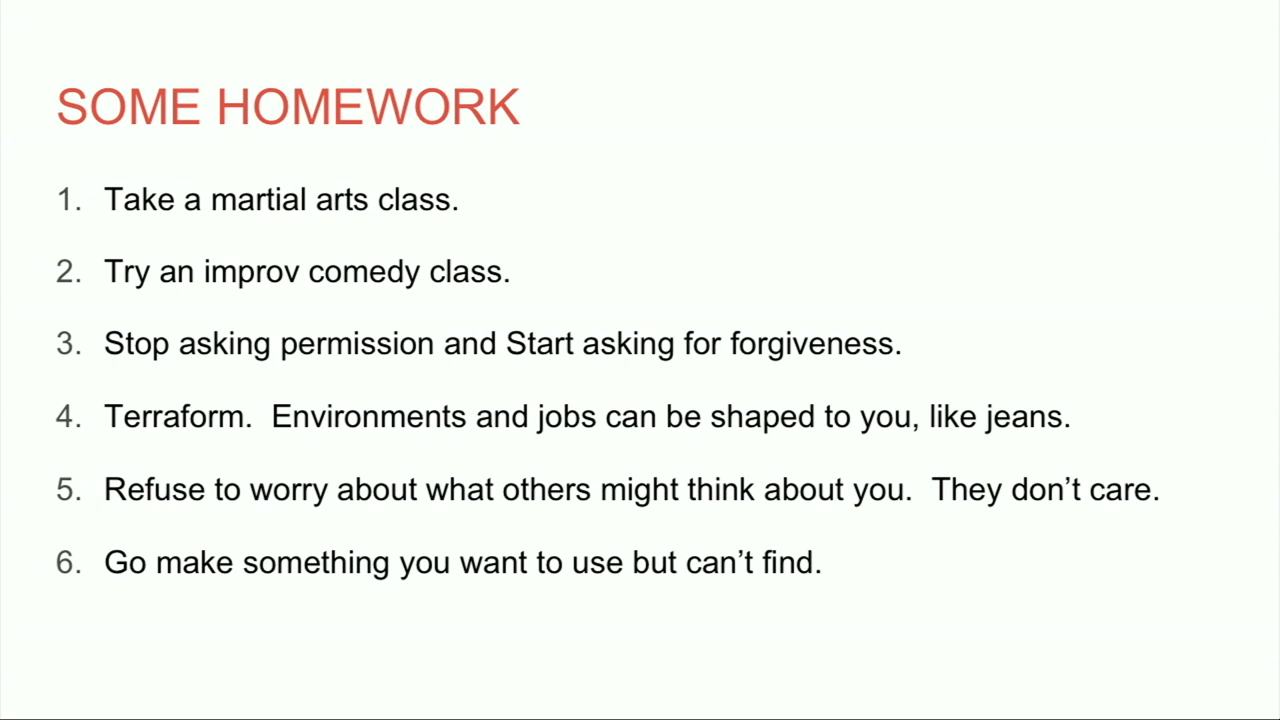 SOME HOMEWORK
1. Take a martial arts class.
2. Try an improv comedy class.
3. Stop asking permission and Start asking for forgiveness.
4. Terraform.  Environments and jobs can be shaped to you, like jeans.
5. Refuse to worry about what others might think about you.  They don’t care.
6. Go make something you want to use but can’t find.